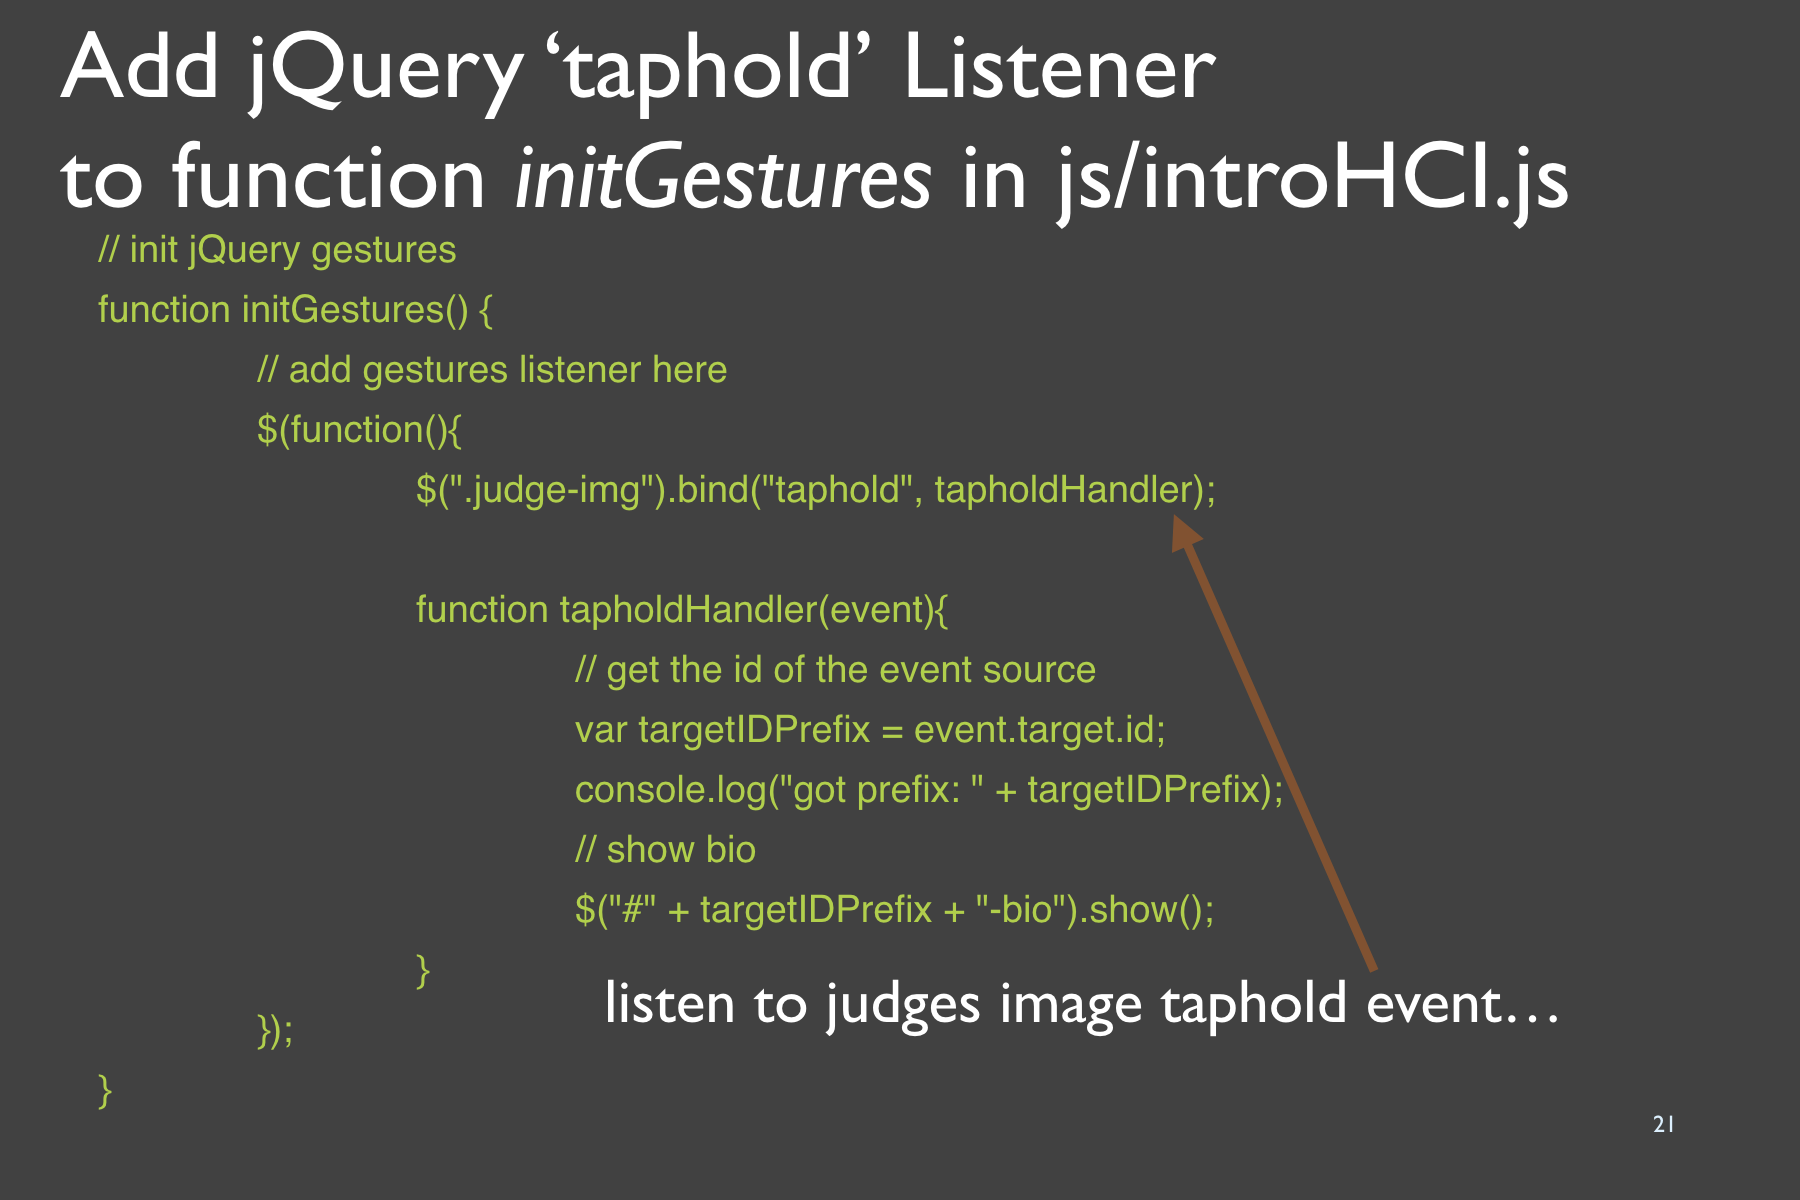 Add jQuery ‘taphold’ Listener
to function initGestures in js/introHCI.js
// init jQuery gestures
function initGestures() {
// add gestures listener here
$(function(){
$(".judge-img").bind("taphold", tapholdHandler);
function tapholdHandler(event){
// get the id of the event source
var targetIDPrefix = event.target.id;
console.log("got prefix: " + targetIDPrefix);
// show bio
$("#" + targetIDPrefix + "-bio").show();
}
listen to judges image taphold event…
});
}
21